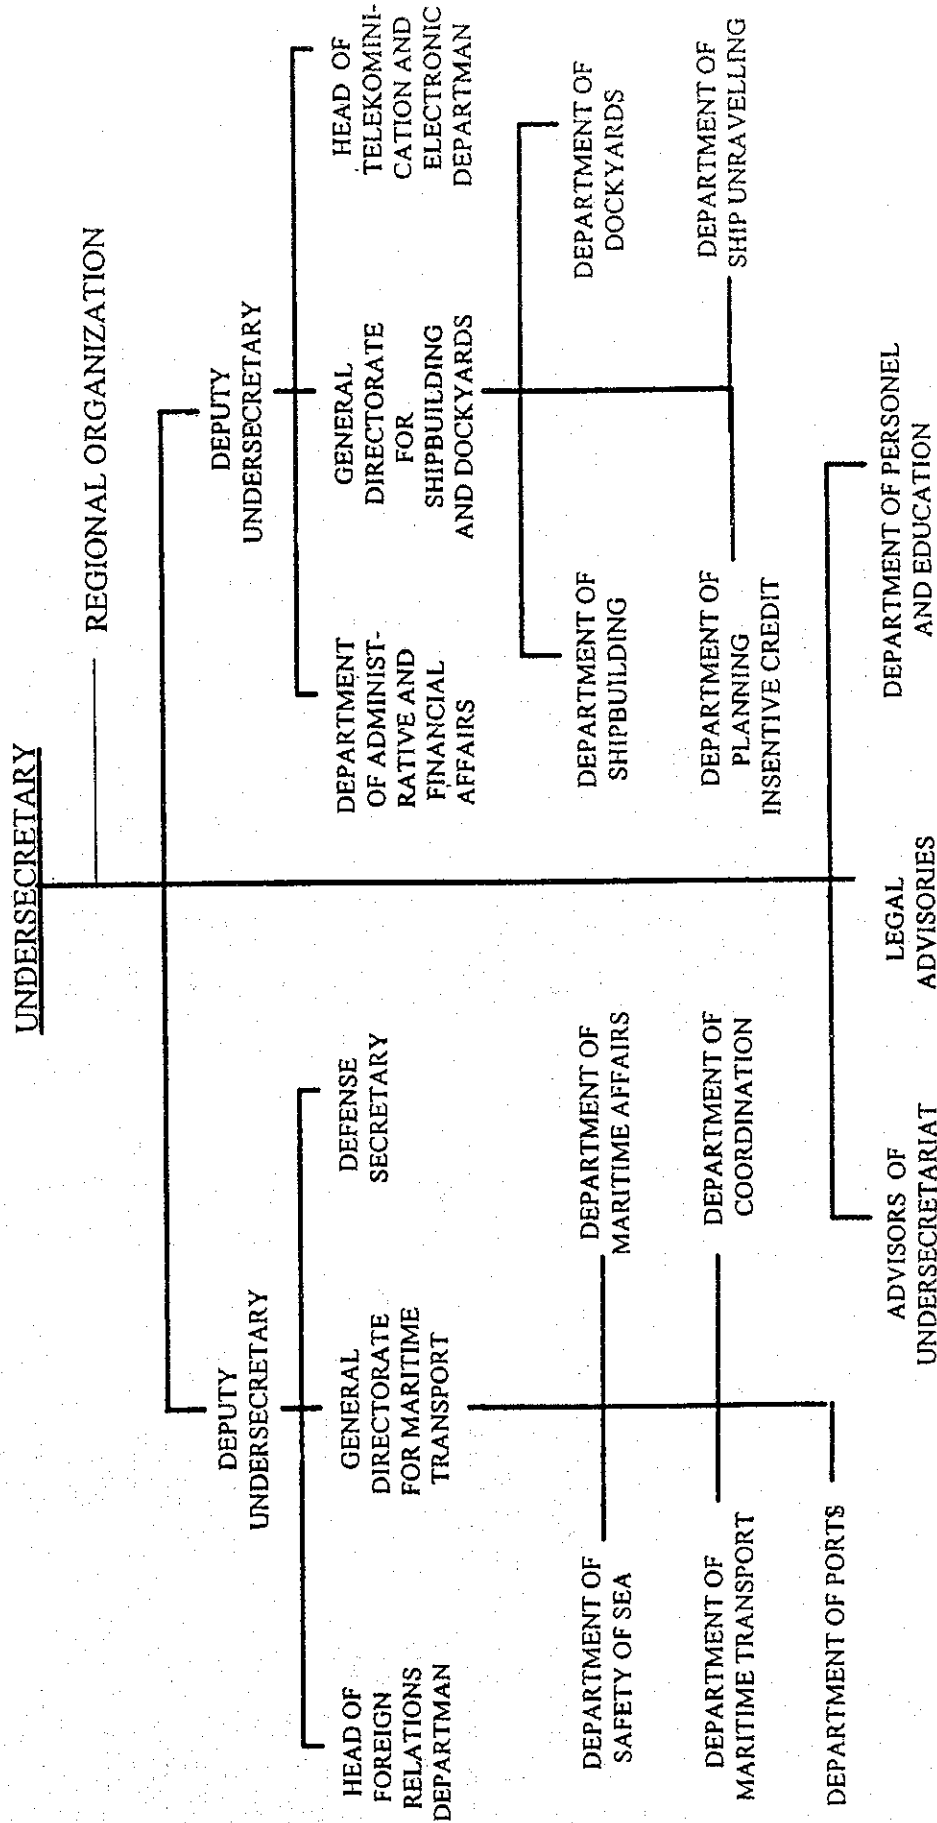 UNDERSECRETARY
REGIONAL ORGANIZATION
DEPUTY
UNDERSECRETARY
DEPUTY
UNDERSECRETARY
HEAD OF
FOREIGN
RELATIONS
DEPARTMAN
GENERAL
DIRECTORATE
FOR MARITIME
TRANSPORT
DEFENSE
SECRETARY
DEPARTMENT
OF ADMINIST-
RATIVE AND
FINANCIAL
AFFAIRS
GENERAL
DIRECTORATE
FOR
SHIPBUILDING
AND DOCKYARDS
HEAD OF
TELEKOMINI-
CATION AND
ELECTRONIC
DEPARTMAN
DEPARTMENT OF
SAFETY OF SEA
DEPARTMENT OF
MARITIME AFFAIRS
DEPARTMENT OF
SHIPBUILDING
DEPARTMENT OF
DOCKYARDS
DEPARTMENT OF
MARITIME TRANSPORT
DEPARTMENT OF
COORDINATION
DEPARTMENT OF
PLANNING
INSENTIVE CREDIT
DEPARTMENT OF
SHIP UNRAVELLING
DEPARTMENT OF PORTS
ADVISORS OF
UNDERSECRETARIAT
LEGAL
ADVISORIES
DEPARTMENT OF PERSONEL
AND EDUCATION